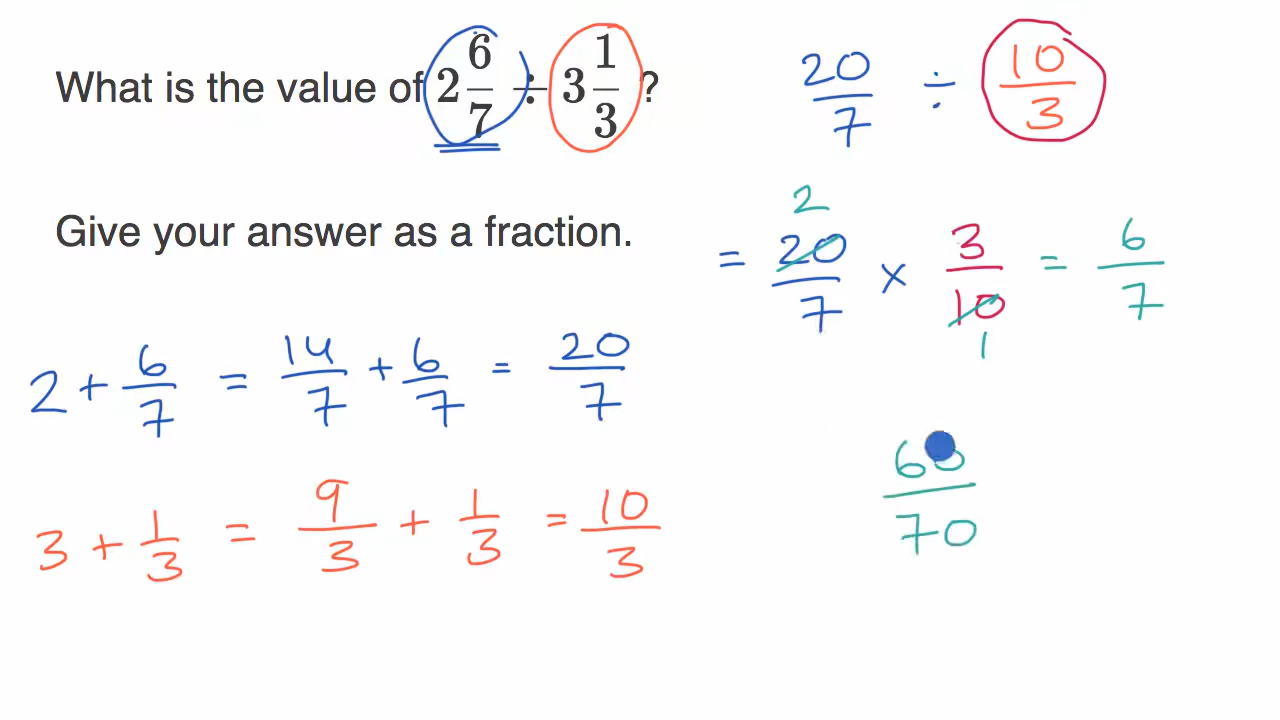 What is the value of 2 6/7 ÷ 3 1/3 ?
Give your answer as a fraction.
2 + 6/7 = 14/7 + 6/7 = 20/7
3 + 1/3 = 9/3 + 1/3 = 10/3
20/7 ÷ 10/3
2
= 20/7 × 3/10 = 6/7
1
60/70